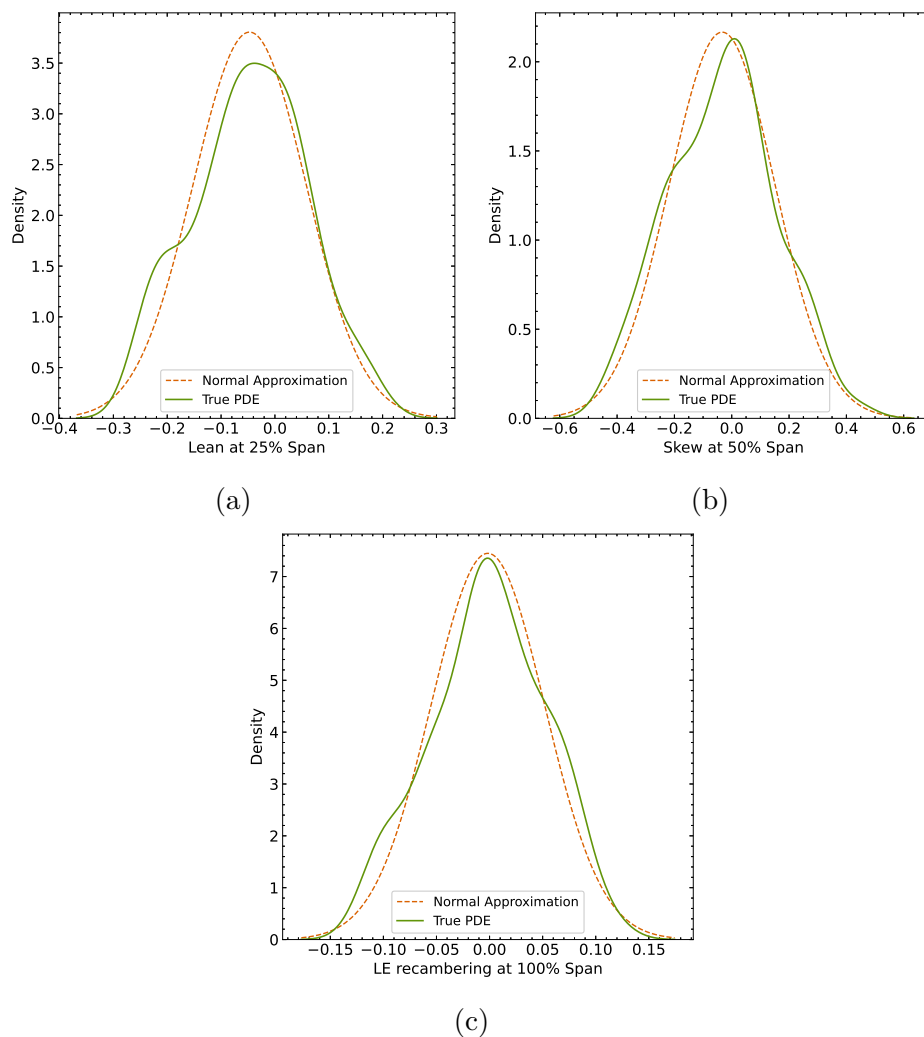 Density
3.5
3.0
2.5
2.0
1.5
1.0
0.5
0.0
−0.4 −0.3 −0.2 −0.1 0.0 0.1 0.2 0.3
Lean at 25% Span
Normal Approximation
True PDE
(a)
Density
2.0
1.5
1.0
0.5
0.0
−0.6 −0.4 −0.2 0.0 0.2 0.4 0.6
Skew at 50% Span
Normal Approximation
True PDE
(b)
Density
7
6
5
4
3
2
1
0
−0.15 −0.10 −0.05 0.00 0.05 0.10 0.15
LE recambering at 100% Span
Normal Approximation
True PDE
(c)